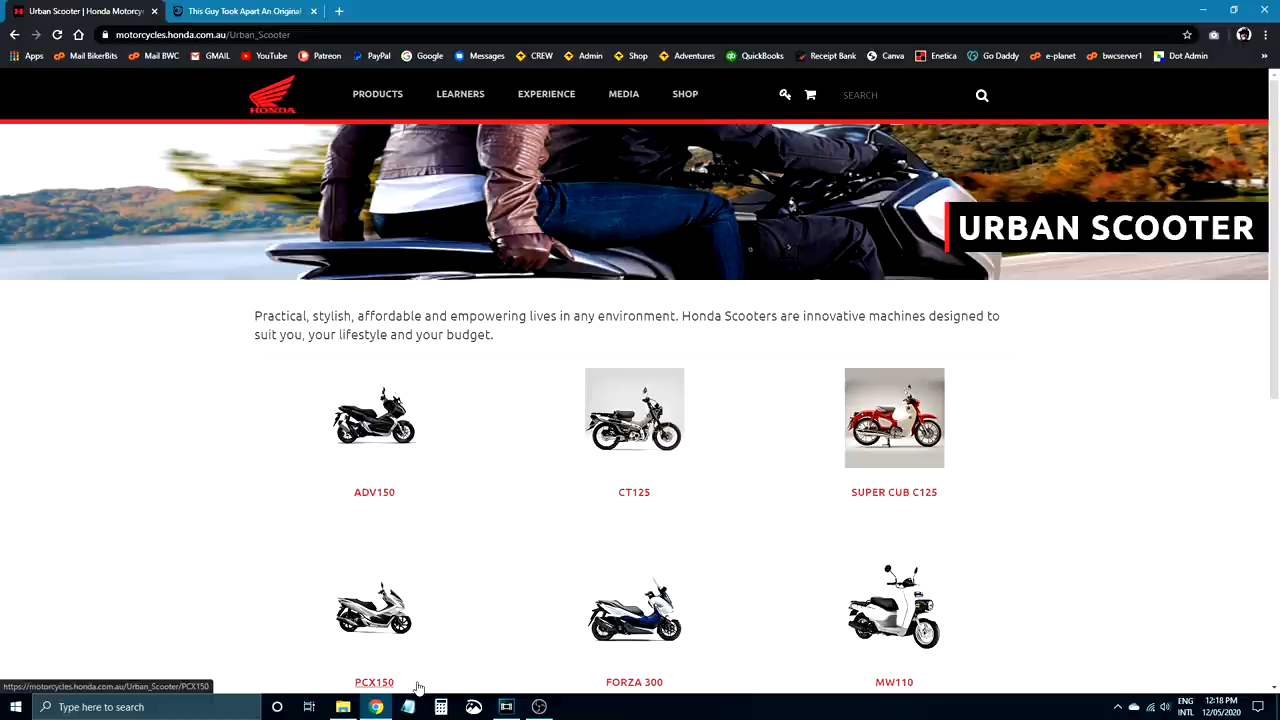 Urban Scooter | Honda Motorcyc
This Guy Took Apart An Original
motorcycles.honda.com.au/Urban_Scooter
Apps
Mail BikerBits
Mail BWC
GMAIL
YouTube
Patreon
PayPal
Google
Messages
CREW
Admin
Shop
Adventures
QuickBooks
Receipt Bank
Canva
Enetica
Go Daddy
e-planet
bwcserver1
Dot Admin
HONDA
PRODUCTS
LEARNERS
EXPERIENCE
MEDIA
SHOP
SEARCH
URBAN SCOOTER
Practical, stylish, affordable and empowering lives in any environment. Honda Scooters are innovative machines designed to
suit you, your lifestyle and your budget.
ADV150
CT125
SUPER CUB C125
PCX150
FORZA 300
MW110
https://motorcycles.honda.com.au/Urban_Scooter/PCX150
Type here to search
ENG
INTL
12:18 PM
12/05/2020